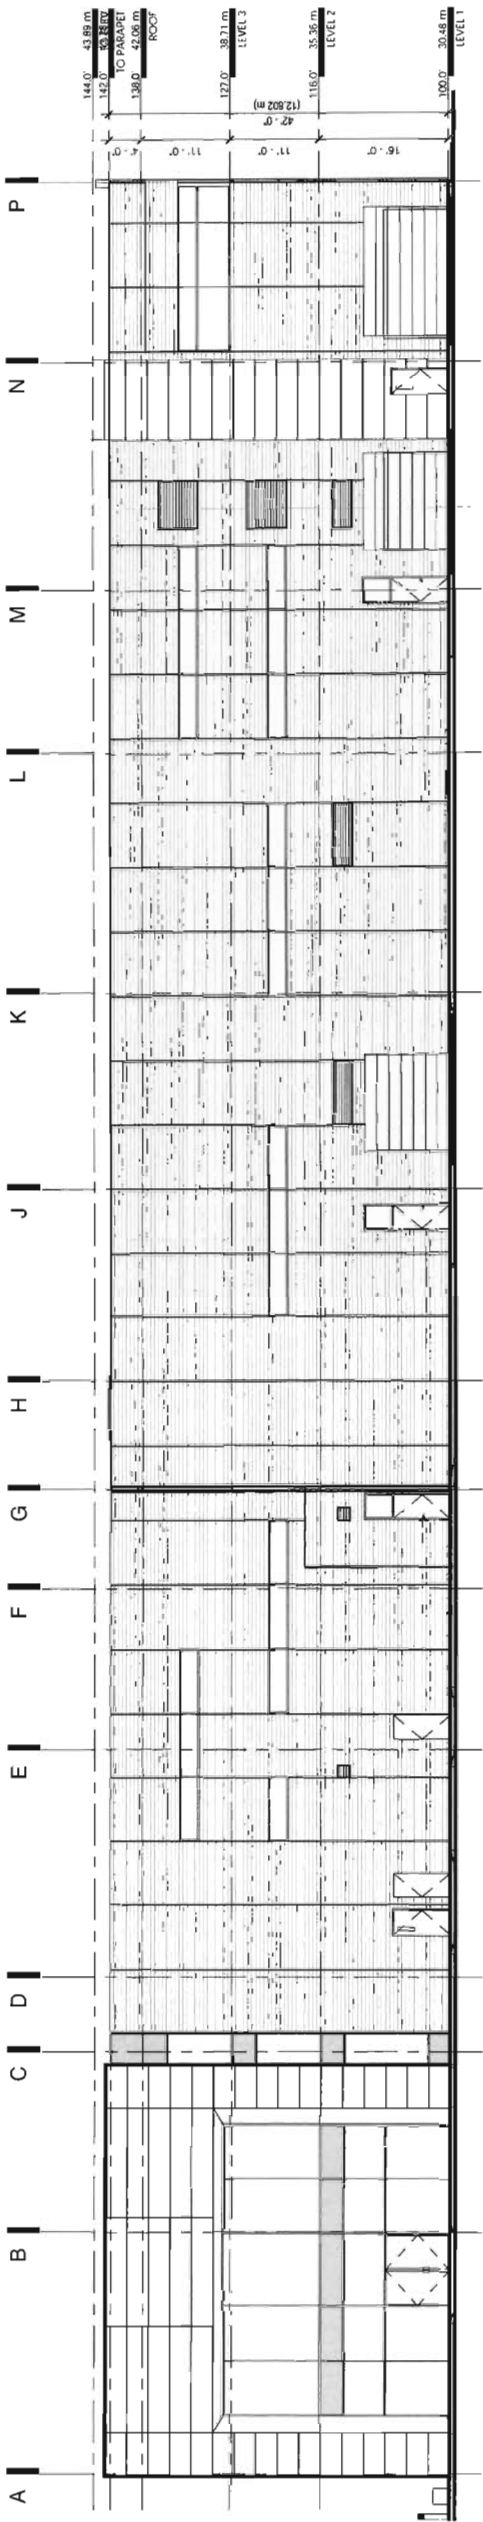 A
B
C
D
E
F
G
H
J
K
L
M
N
P
144.0' 43.89 m
142.0'
TO PARAPET
138.0' 42.06 m
ROOF
127.0' 38.71 m
LEVEL 3
116.0' 35.36 m
LEVEL 2
100.0' 30.48 m
LEVEL 1
4' - 0"
11' - 0"
11' - 0"
16' - 0"
42' - 0"
(12.802 m)